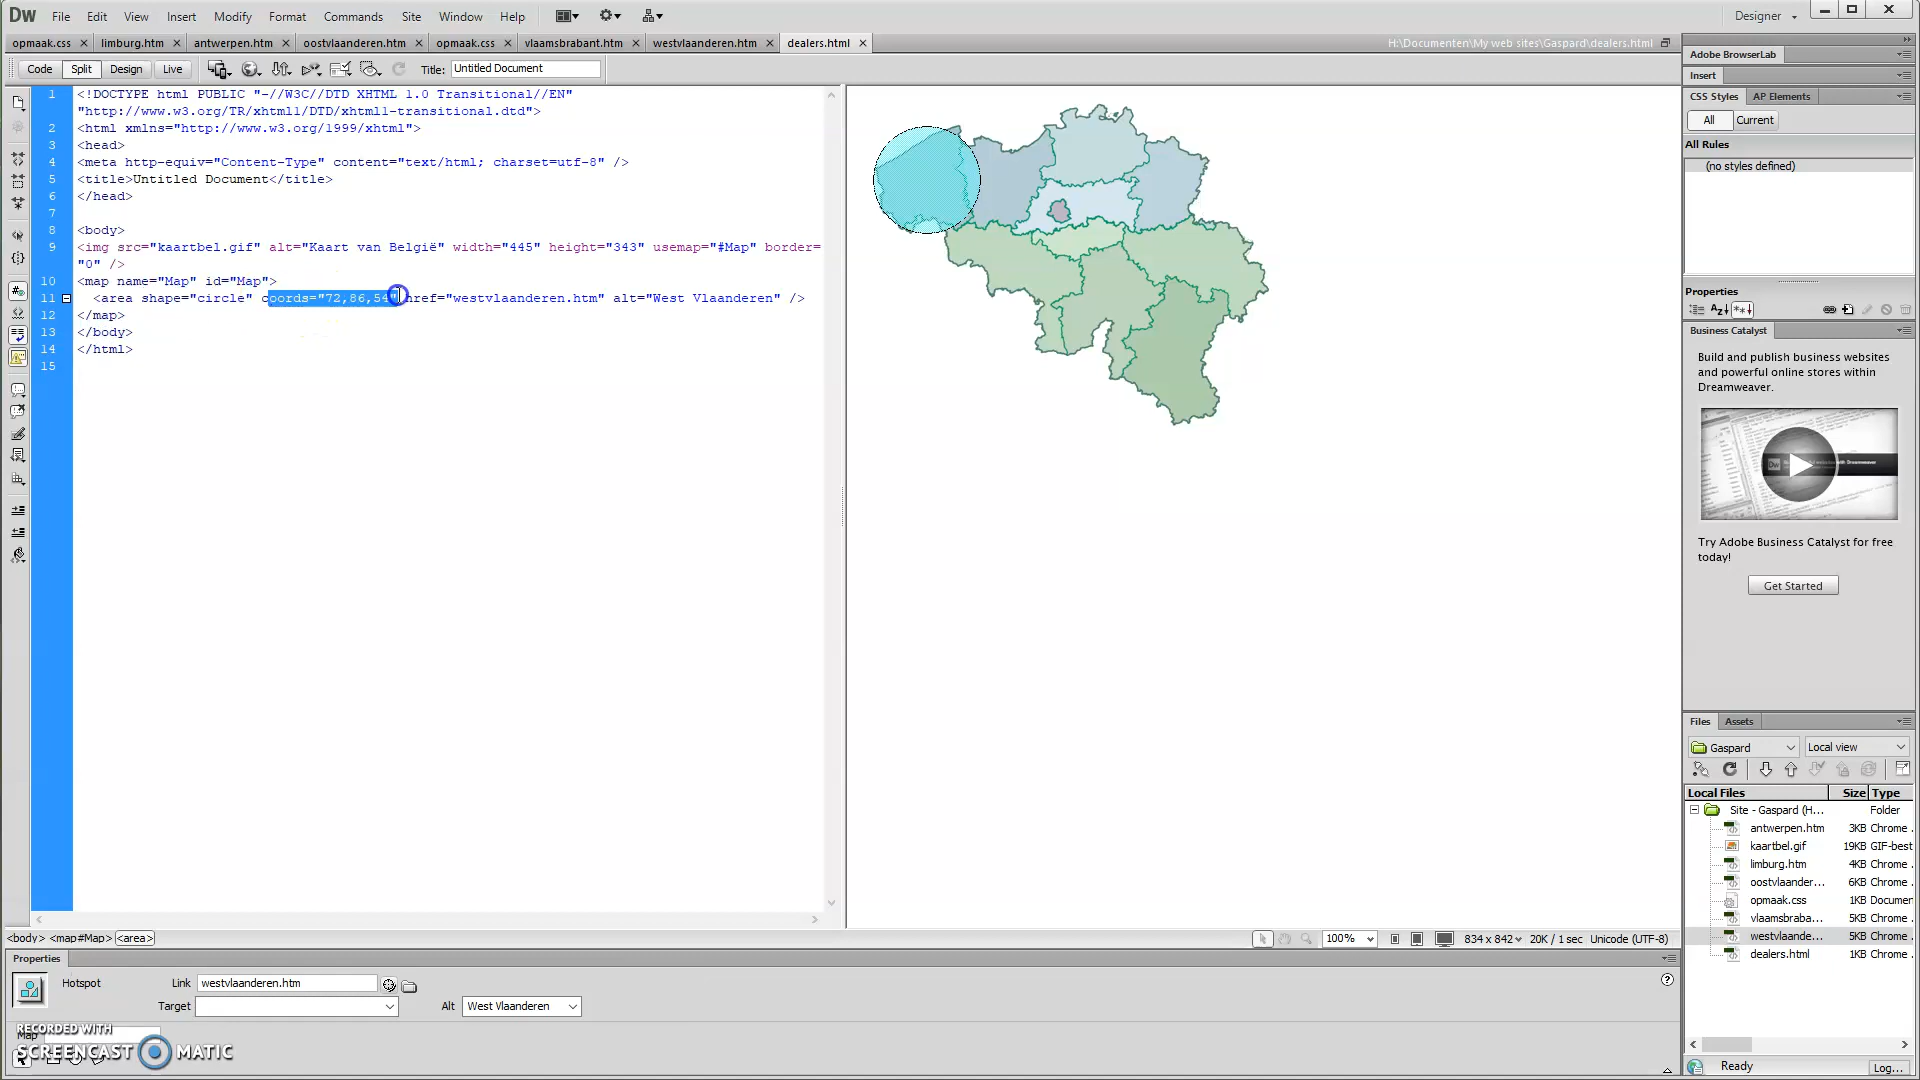 Dw File Edit View Insert Modify Format Commands Site Window Help Designer
opmaak.css limburg.htm antwerpen.htm oostvlaanderen.htm opmaak.css vlaamsbrabant.htm westvlaanderen.htm dealers.html H:\Documenten\My web sites\Gaspard\dealers.html
Code Split Design Live Title: Untitled Document
1 <!DOCTYPE html PUBLIC "-//W3C//DTD XHTML 1.0 Transitional//EN"
"http://www.w3.org/TR/xhtml1/DTD/xhtml1-transitional.dtd">
2 <html xmlns="http://www.w3.org/1999/xhtml">
3 <head>
4 <meta http-equiv="Content-Type" content="text/html; charset=utf-8" />
5 <title>Untitled Document</title>
6 </head>
7
8 <body>
9 <img src="kaartbel.gif" alt="Kaart van België" width="445" height="343" usemap="#Map" border=
"0" />
10 <map name="Map" id="Map">
11 <area shape="circle" coords="72,86,54" href="westvlaanderen.htm" alt="West Vlaanderen" />
12 </map>
13 </body>
14 </html>
15
Adobe BrowserLab
Insert
CSS Styles AP Elements
All Current
All Rules
(no styles defined)
Properties
Business Catalyst
Build and publish business websites
and powerful online stores within
Dreamweaver.
Try Adobe Business Catalyst for free
today!
Get Started
Files Assets
Gaspard Local view
Local Files Size Type
Site - Gaspard (H... Folder
antwerpen.htm 3KB Chrome .
kaartbel.gif 19KB GIF-best
limburg.htm 4KB Chrome .
oostvlaander... 6KB Chrome .
opmaak.css 1KB Documen
vlaamsbraba... 5KB Chrome .
westvlaande... 5KB Chrome .
dealers.html 1KB Chrome .
Ready Log...
<body> <map#Map> <area> 100% 834 x 842 20K / 1 sec Unicode (UTF-8)
Properties
Hotspot Link westvlaanderen.htm
Target Alt West Vlaanderen
Map
RECORDED WITH
SCREENCAST MATIC